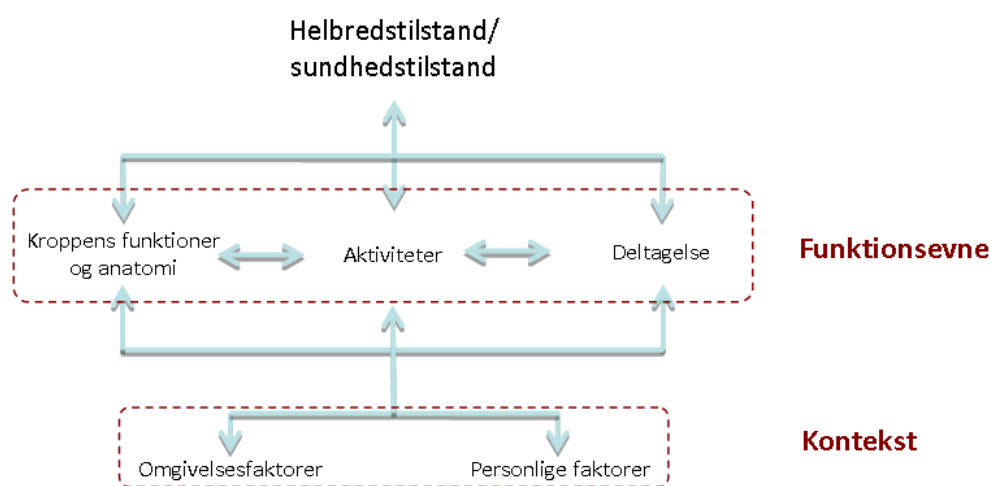 Helbredstilstand/
sundhedstilstand
Kroppens funktioner
og anatomi
Aktiviteter
Deltagelse
Funktionsevne
Omgivelsesfaktorer
Personlige faktorer
Kontekst